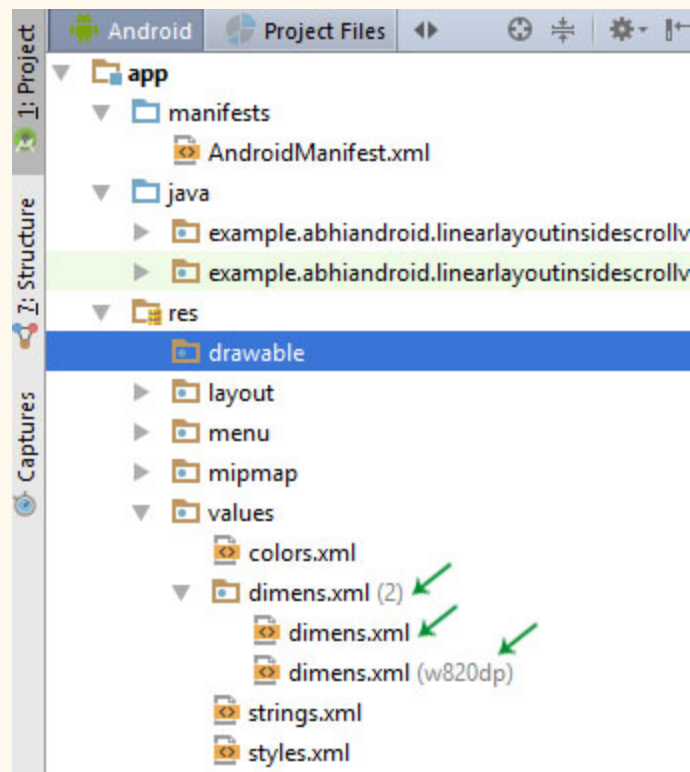 1: Project
7: Structure
Captures
Android
Project Files
app
manifests
AndroidManifest.xml
java
example.abhiandroid.linearlayoutinsidescrollv
example.abhiandroid.linearlayoutinsidescrollv
res
drawable
layout
menu
mipmap
values
colors.xml
dimens.xml (2)
dimens.xml
dimens.xml (w820dp)
strings.xml
styles.xml